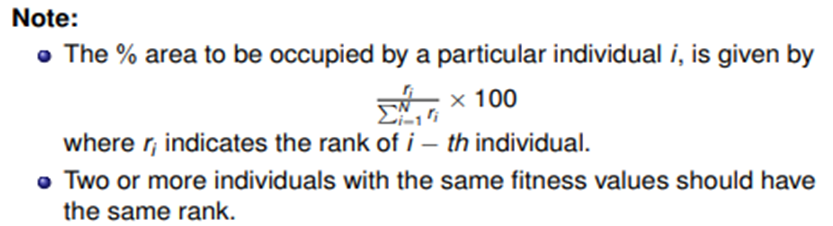 Note:
The % area to be occupied by a particular individual i, is given by
\frac{r_i}{\sum_{i=1}^{N} r_i} × 100
where r_i indicates the rank of i − th individual.
Two or more individuals with the same fitness values should have
the same rank.